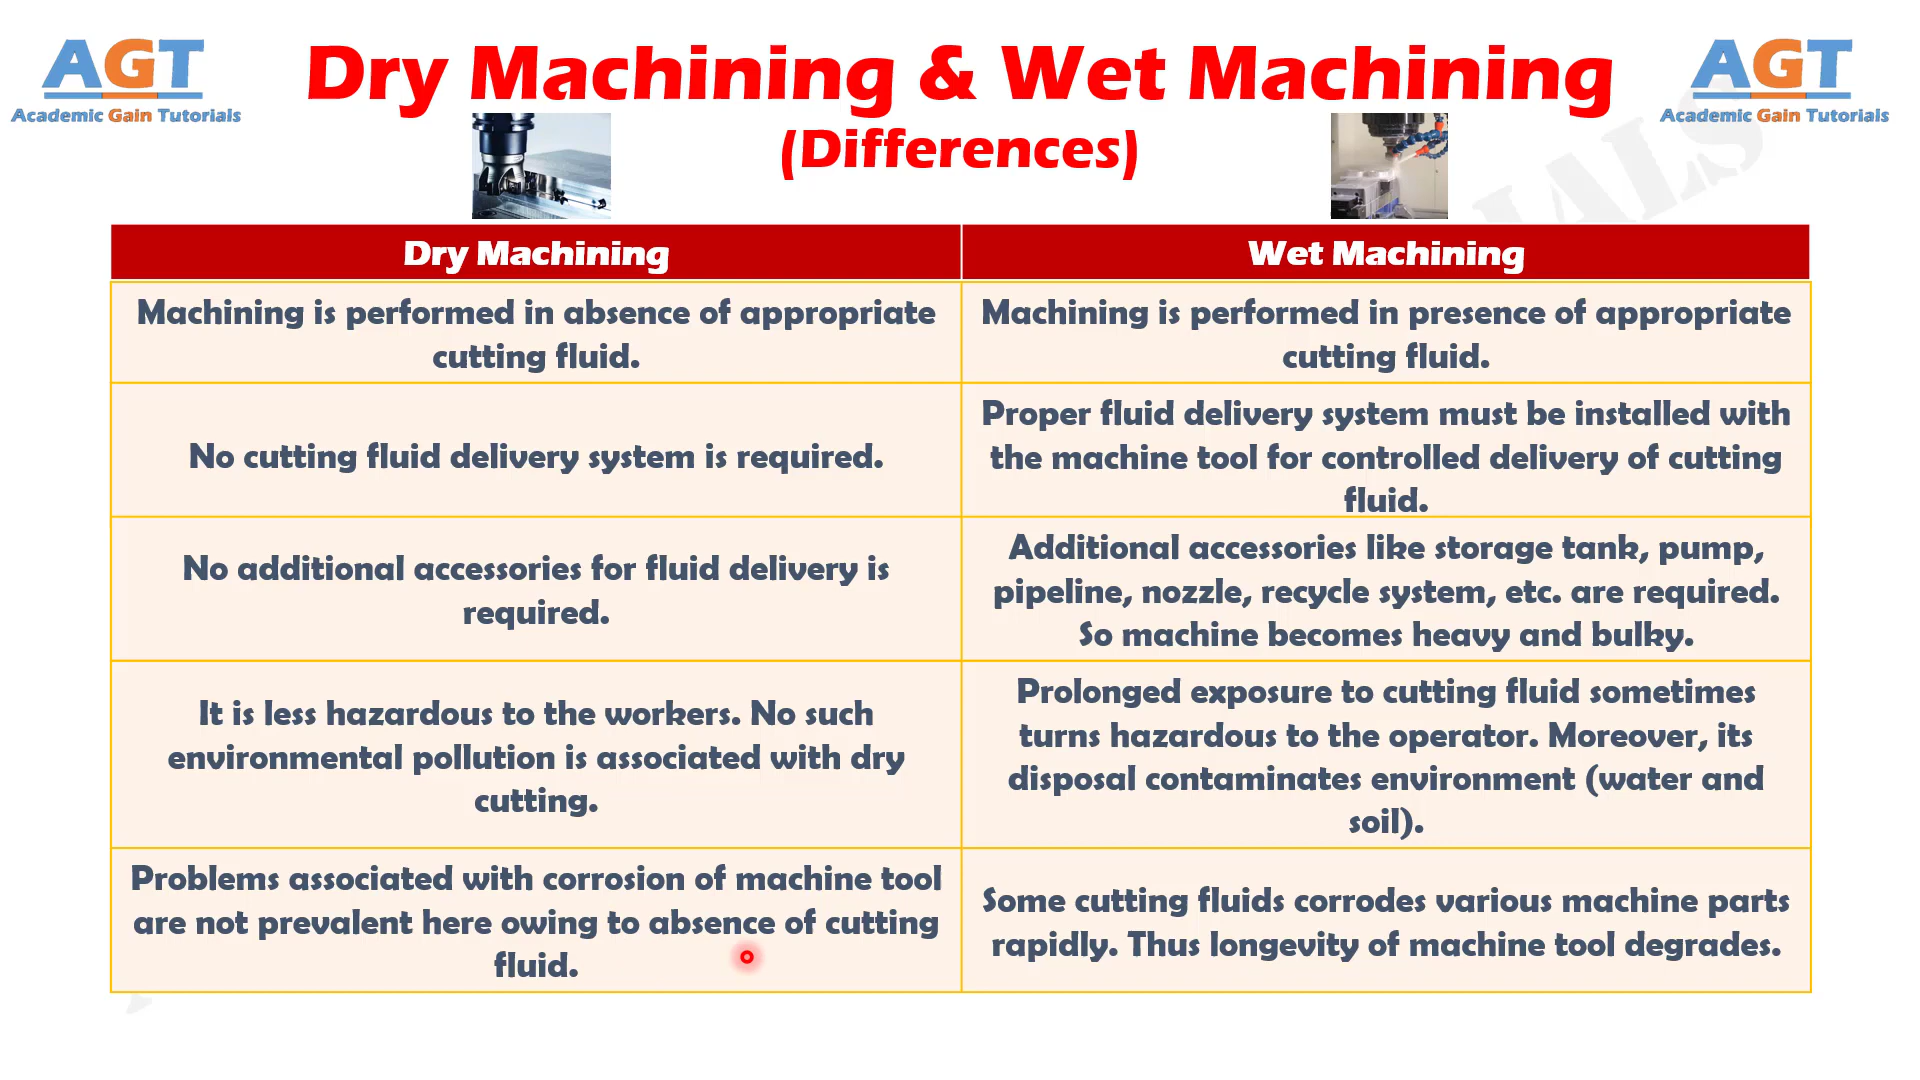 AGT
Academic Gain Tutorials
Dry Machining & Wet Machining
(Differences)
AGT
Academic Gain Tutorials
IALS
Dry Machining
Wet Machining
Machining is performed in absence of appropriate
cutting fluid.
Machining is performed in presence of appropriate
cutting fluid.
No cutting fluid delivery system is required.
Proper fluid delivery system must be installed with
the machine tool for controlled delivery of cutting
fluid.
No additional accessories for fluid delivery is
required.
Additional accessories like storage tank, pump,
pipeline, nozzle, recycle system, etc. are required.
So machine becomes heavy and bulky.
It is less hazardous to the workers. No such
environmental pollution is associated with dry
cutting.
Prolonged exposure to cutting fluid sometimes
turns hazardous to the operator. Moreover, its
disposal contaminates environment (water and
soil).
Problems associated with corrosion of machine tool
are not prevalent here owing to absence of cutting
fluid.
Some cutting fluids corrodes various machine parts
rapidly. Thus longevity of machine tool degrades.